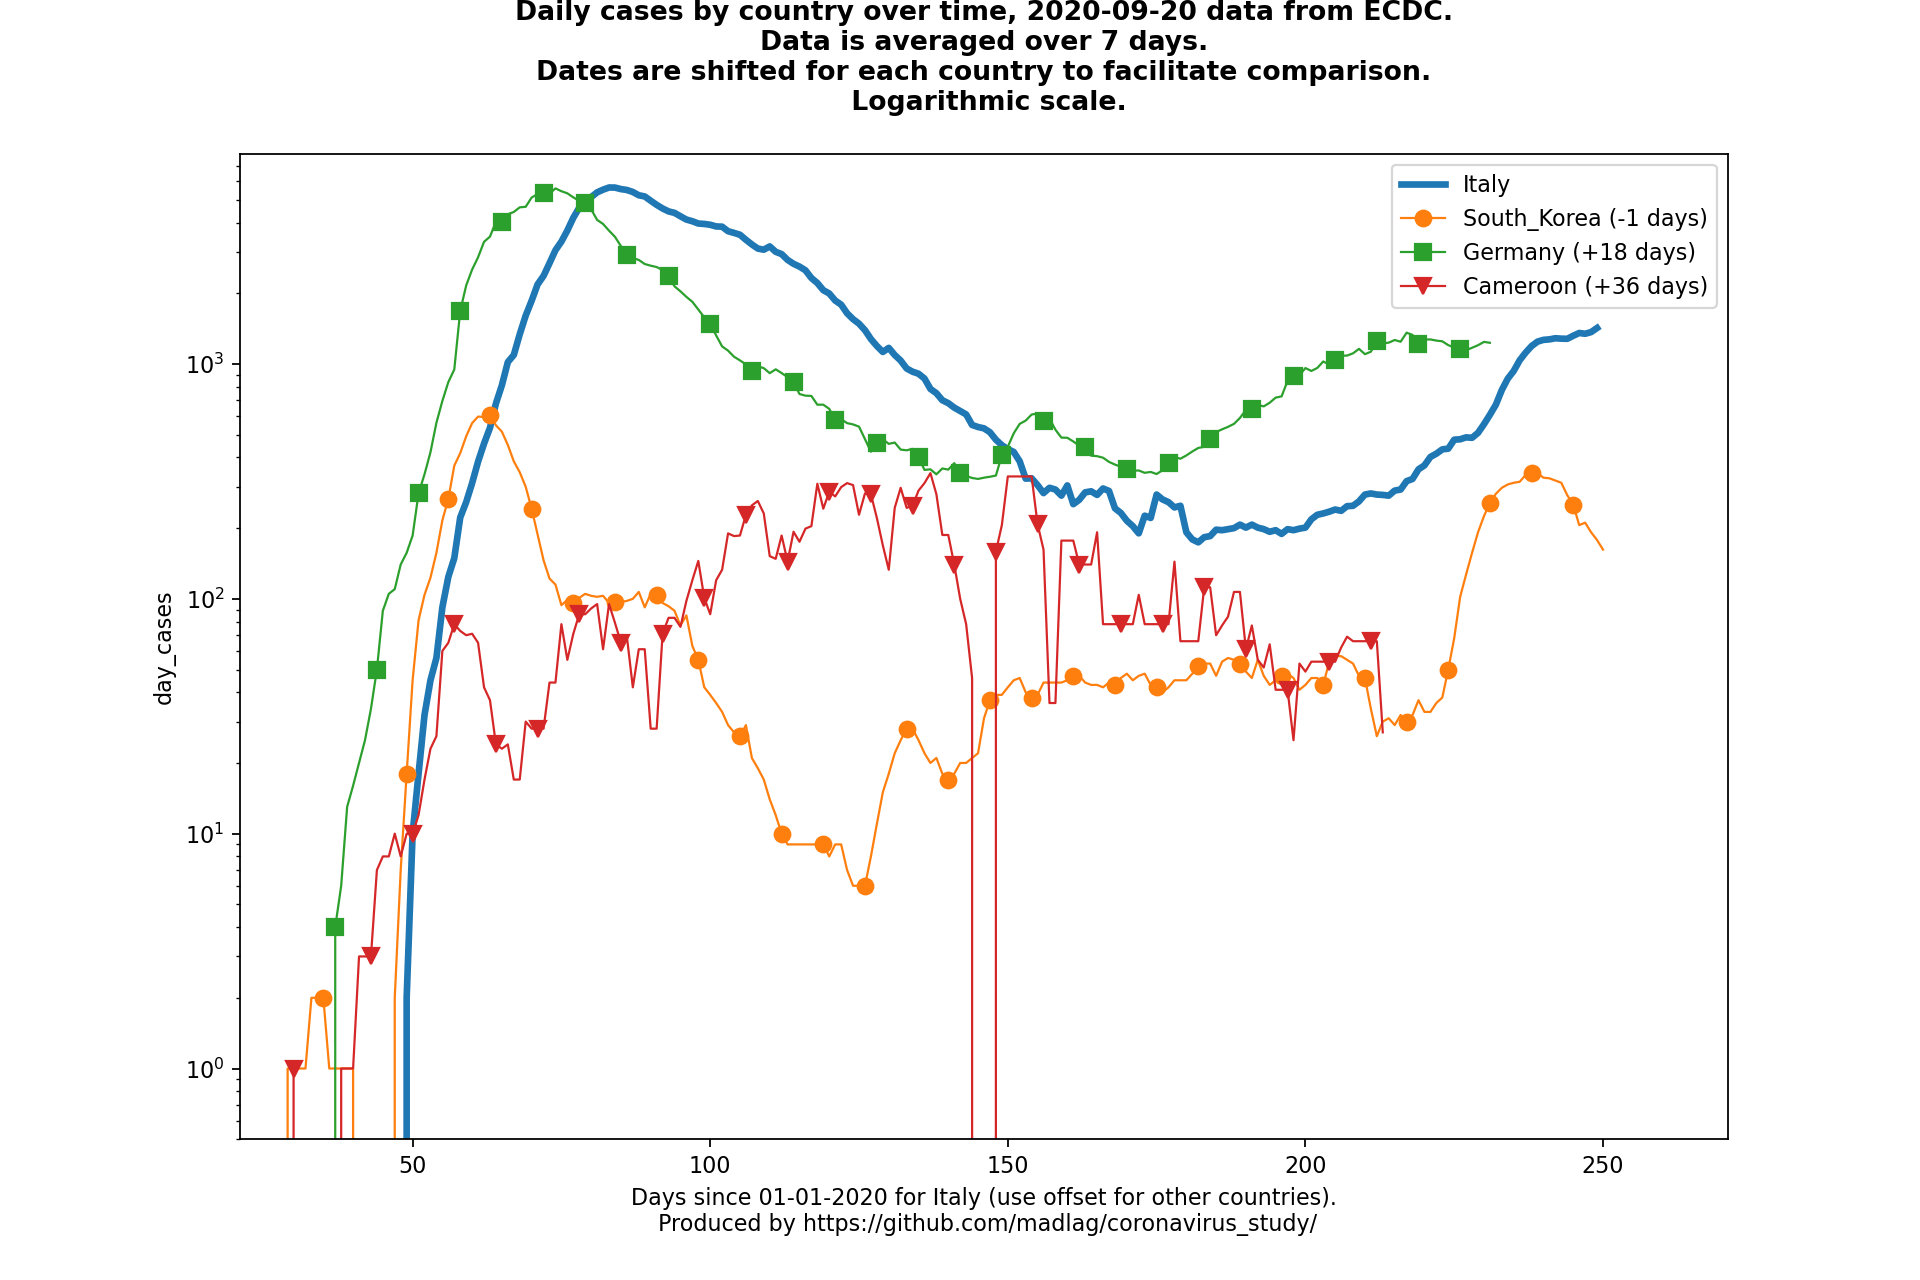 Daily cases by country over time, 2020-09-20 data from ECDC.
Data is averaged over 7 days.
Dates are shifted for each country to facilitate comparison.
Logarithmic scale.
Italy
South_Korea (-1 days)
Germany (+18 days)
Cameroon (+36 days)
day_cases
10³
10²
10¹
10⁰
50 100 150 200 250
Days since 01-01-2020 for Italy (use offset for other countries).
Produced by https://github.com/madlag/coronavirus_study/